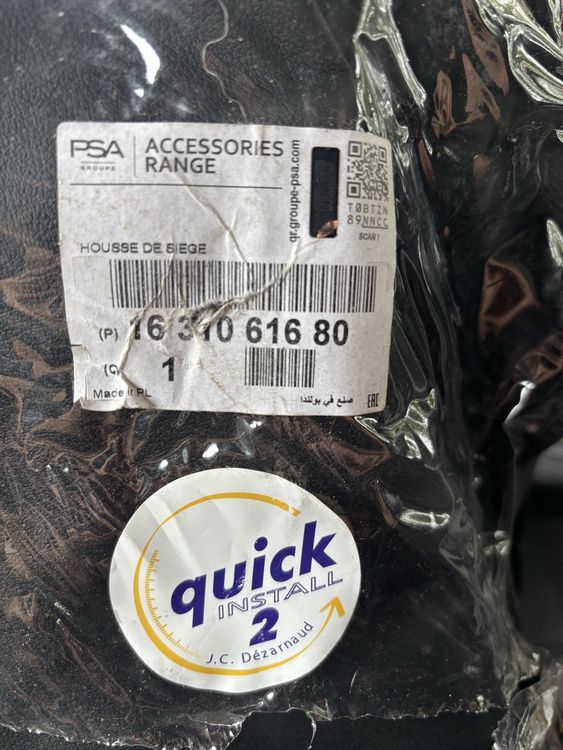 PSA
GROUPE
ACCESSORIES
RANGE
qr.groupe-psa.com
T0BTZN
89NNCC
SCAN !
HOUSSE DE SIEGE
(P) 16 310 616 80
(Q 1
Made in PL
صنع في بولندا
EAC
quick
INSTALL
2
J.C. Dézarnaud